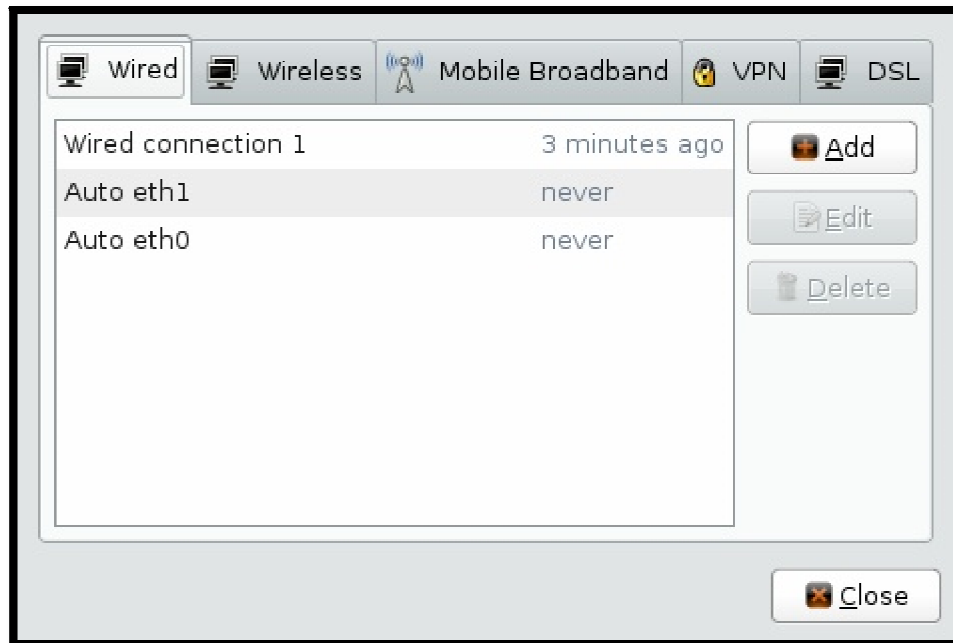 Wired Wireless Mobile Broadband VPN DSL
Wired connection 1 3 minutes ago
Add
Auto eth1 never
Edit
Auto eth0 never
Delete
Close